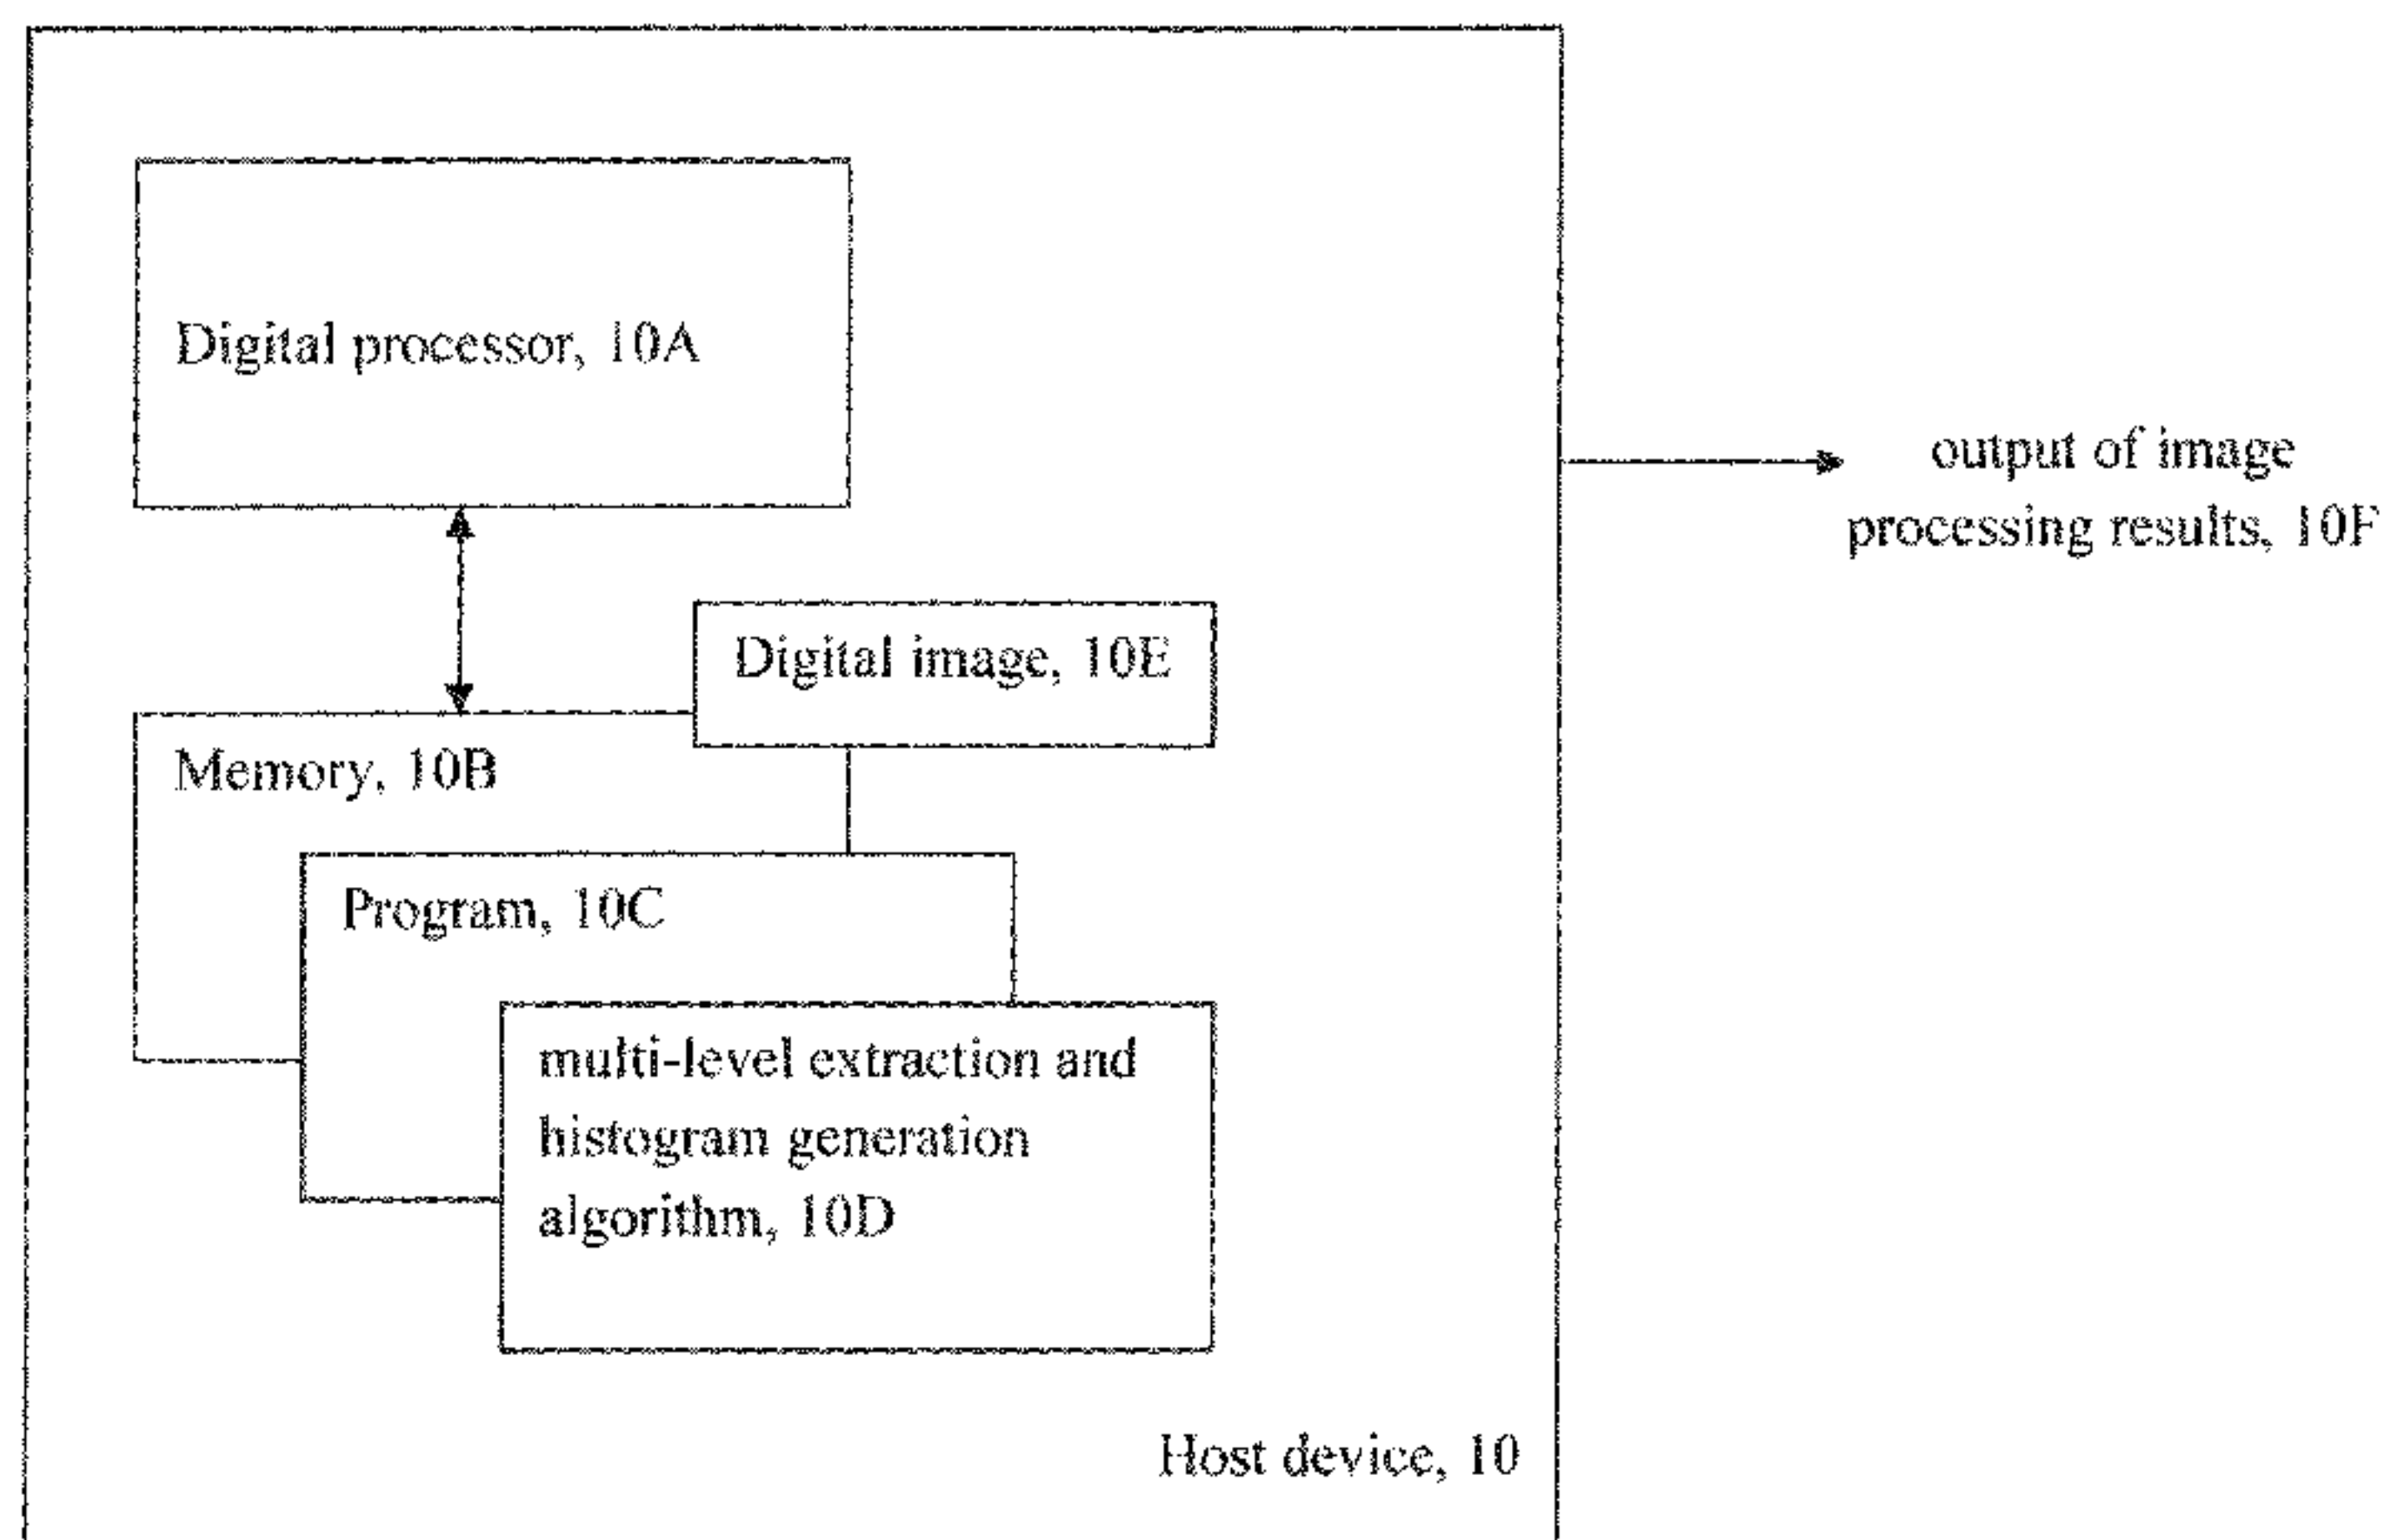 Digital processor, 10A
output of image
processing results, 10F
Digital image, 10E
Memory, 10B
Program, 10C
multi-level extraction and
histogram generation
algorithm, 10D
Host device, 10